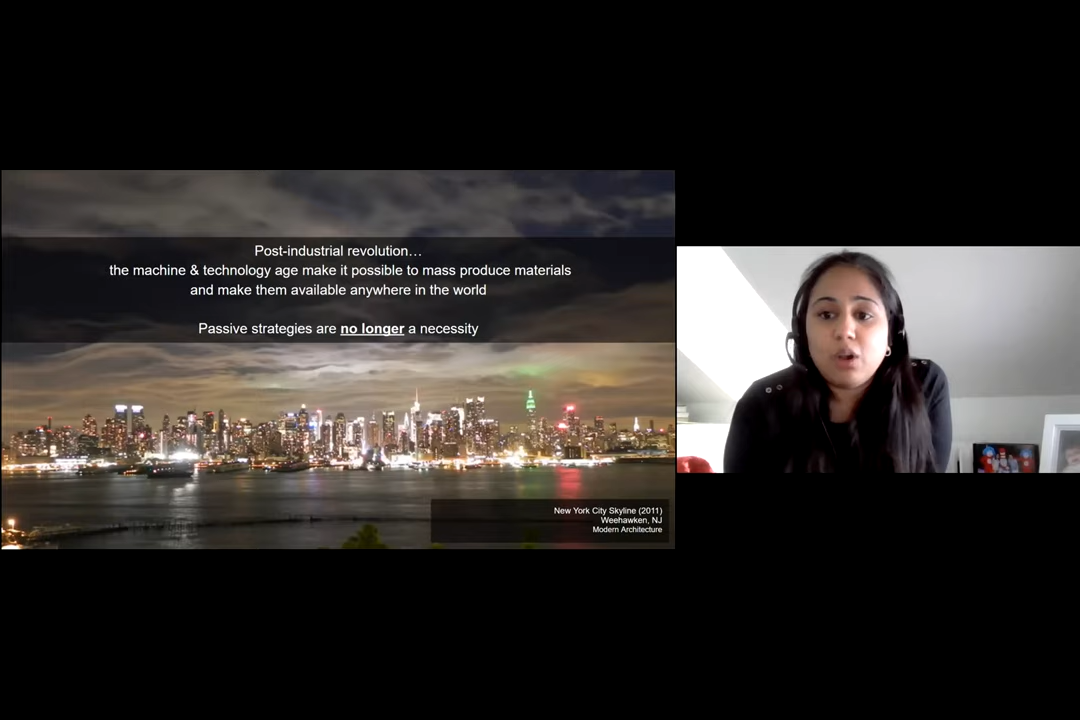 Post-industrial revolution…
the machine & technology age make it possible to mass produce materials
and make them available anywhere in the world
Passive strategies are no longer a necessity
New York City Skyline (2011)
Weehawken, NJ
Modern Architecture